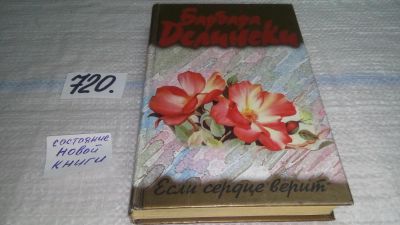 Барбара
Делински
Если сердце верит
720.
состояние
новой
книги